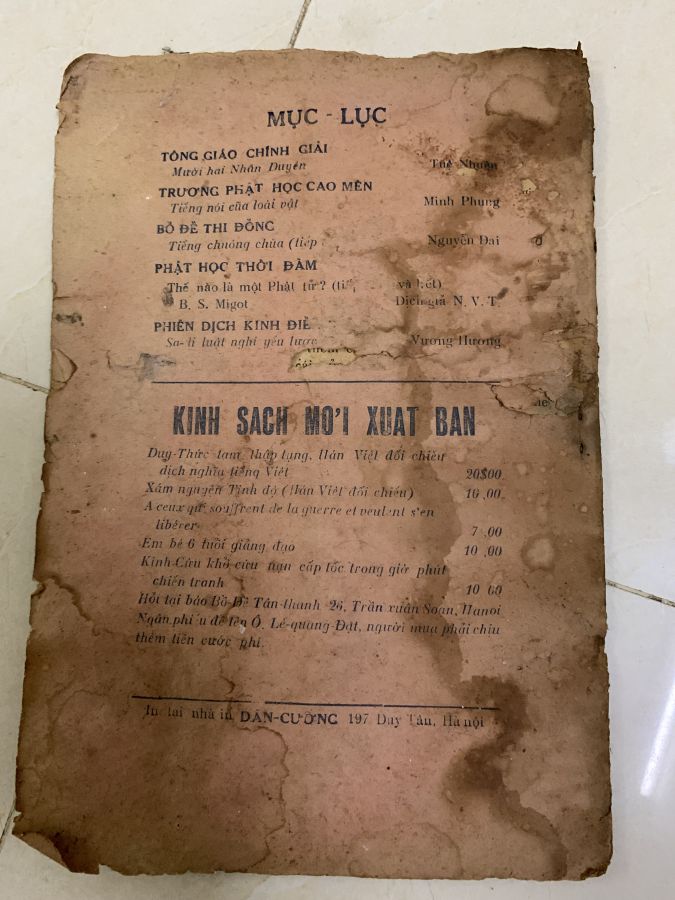 MỤC - LỤC
TÔNG GIÁO CHÍNH GIẢI
Mười hai Nhân Duyên Tuệ Nhuận
TRƯƠNG PHẬT HỌC CAO MÊN
Tiếng nói của loài vật Minh Phụng
BỒ ĐỀ THI ĐỒNG
Tiếng chuông chùa (tiếp Nguyễn Đai
PHẬT HỌC THỜI ĐÀM
Thế nào là một Phật tử ? và hết)
B. S. Migot Dịch giả N. V. T.
PHIÊN DỊCH KINH ĐIỂ
Sa-di luật nghi yếu lược Vương Hương
KINH SACH MO'I XUAT BAN
Duy-Thức tam thập tụng, Hán Việt đối chiếu
dịch nghĩa tiếng Việt 20$00
Xám nguyện Tịnh độ (Hán Việt đối chiếu) 10,00
A ceux qui souffrent de la guerre et veulent s'en
libérer 7,00
Em bé 6 tuổi giảng đạo 10,00
Kinh Cứu khổ cứu nạn cấp tốc trong giờ phút
chiến tranh 10 00
Hỏi tại báo Bồ-Đề Tân-thanh 26, Trần xuân Soạn, Hanoi
Ngân phiếu đề tên Ô. Lê-quang-Đạt, người mua phải chịu
thêm tiền cước phí.
In tại nhà in DÂN-CƯỜNG 197 Duy Tân, Hà nội